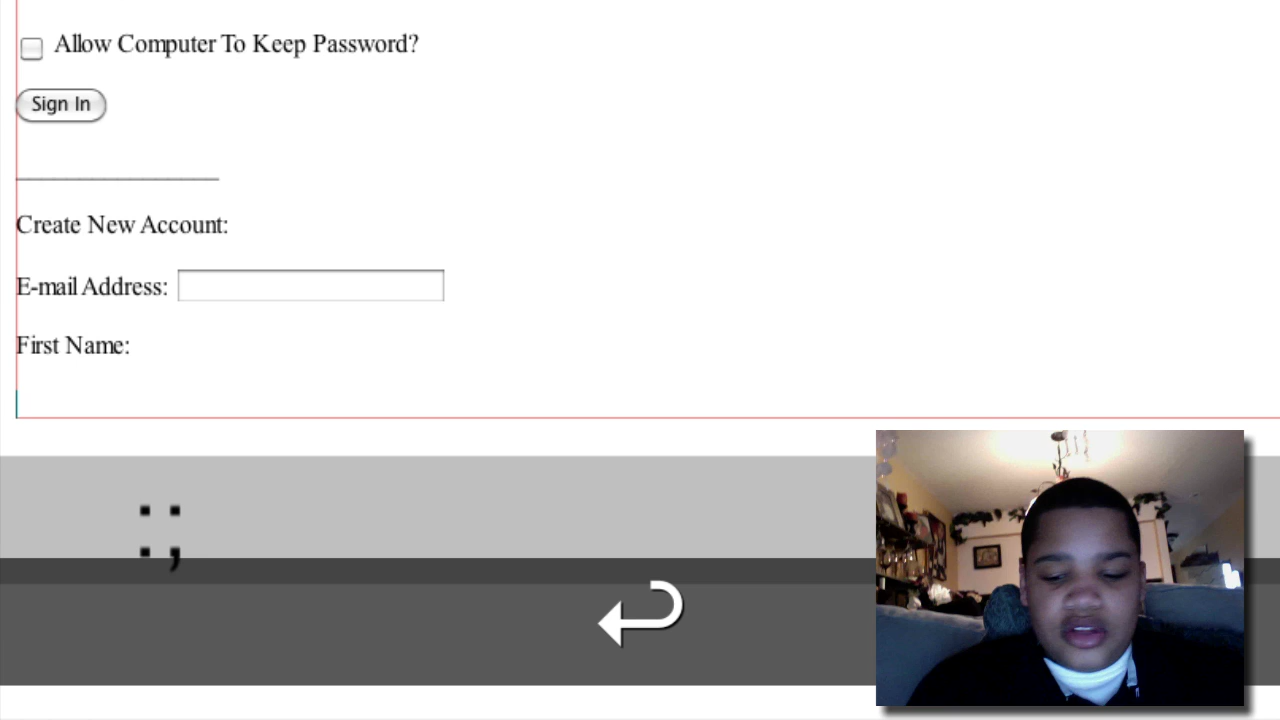 Allow Computer To Keep Password?
Sign In
Create New Account:
E-mail Address:
First Name:
: ;